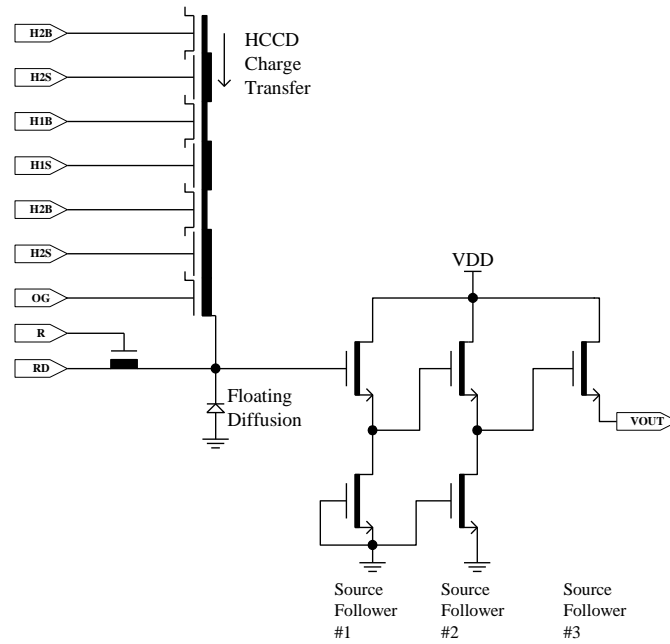 H2B
HCCD
Charge
Transfer
H2S
H1B
H1S
H2B
H2S
OG
R
RD
VDD
Floating
Diffusion
VOUT
Source
Follower
#1
Source
Follower
#2
Source
Follower
#3